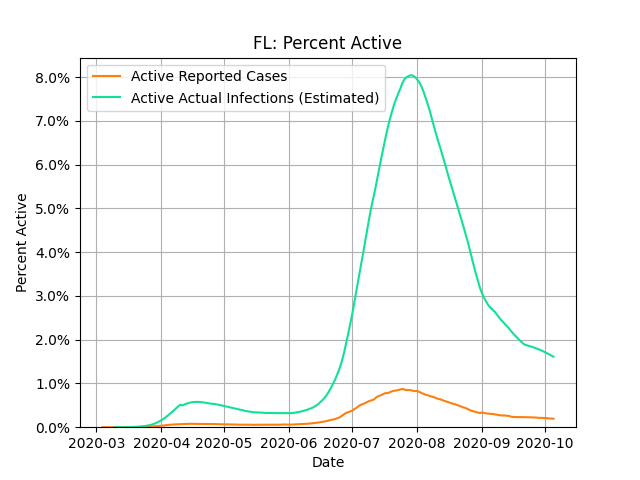 FL: Percent Active
Active Reported Cases
Active Actual Infections (Estimated)
Percent Active
8.0%
7.0%
6.0%
5.0%
4.0%
3.0%
2.0%
1.0%
0.0%
2020-03 2020-04 2020-05 2020-06 2020-07 2020-08 2020-09 2020-10
Date